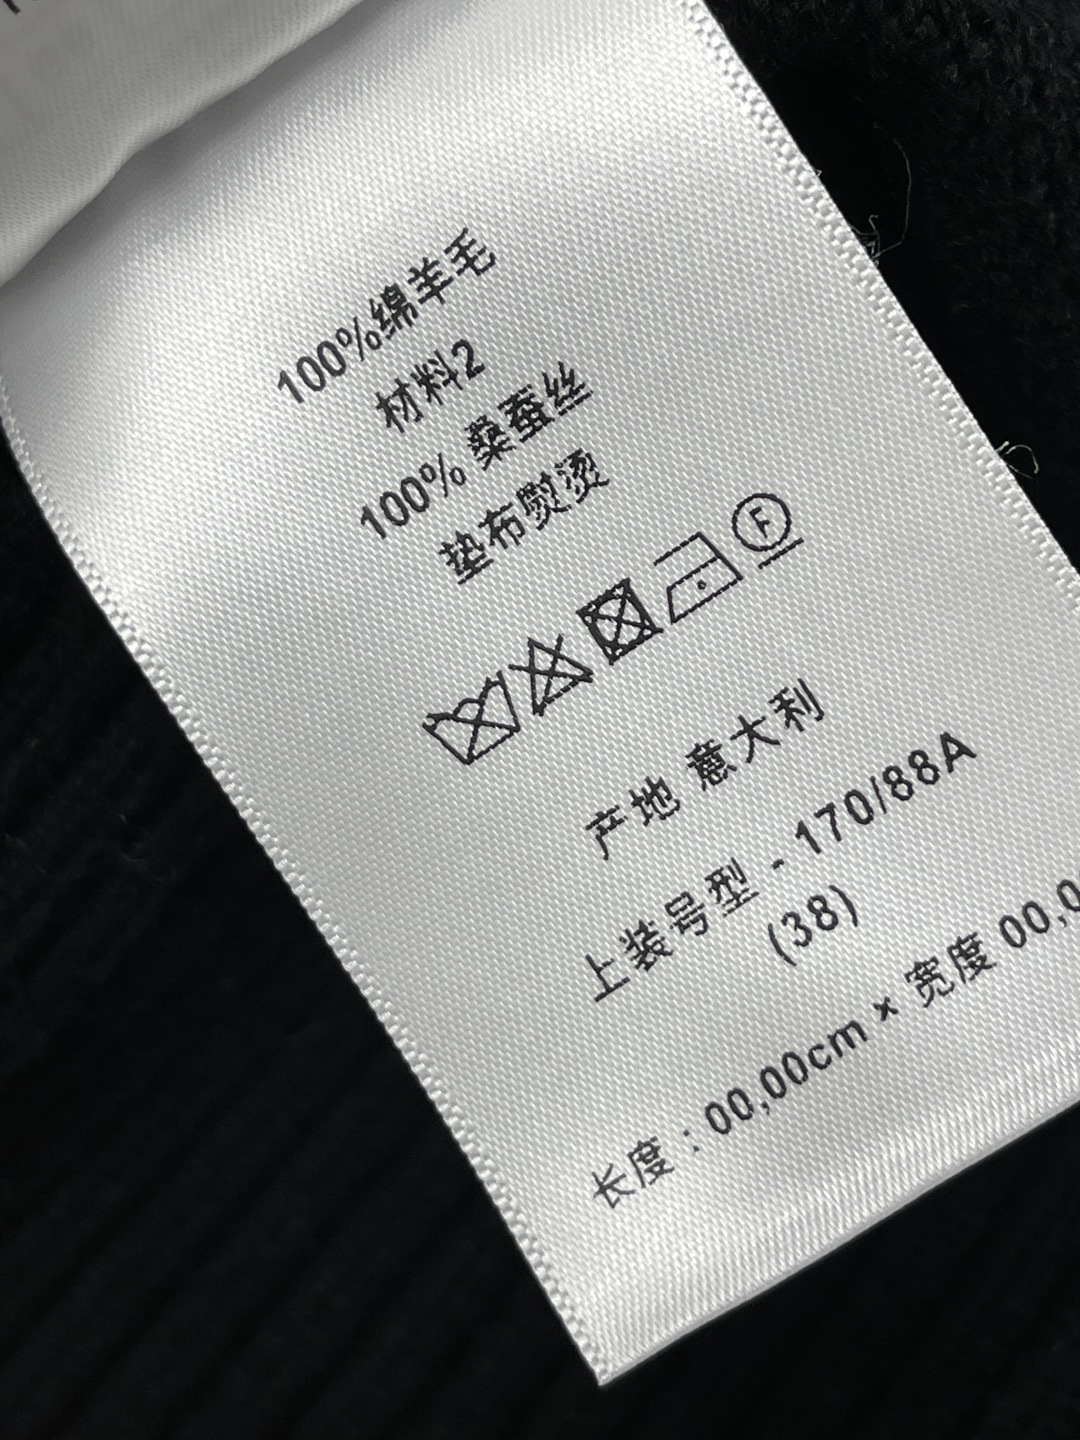 100%绵羊毛
材料2
100% 桑蚕丝
垫布熨烫
F
产地 意大利
上装号型 - 170/88A
(38)
长度：00,00cm × 宽度 00,0